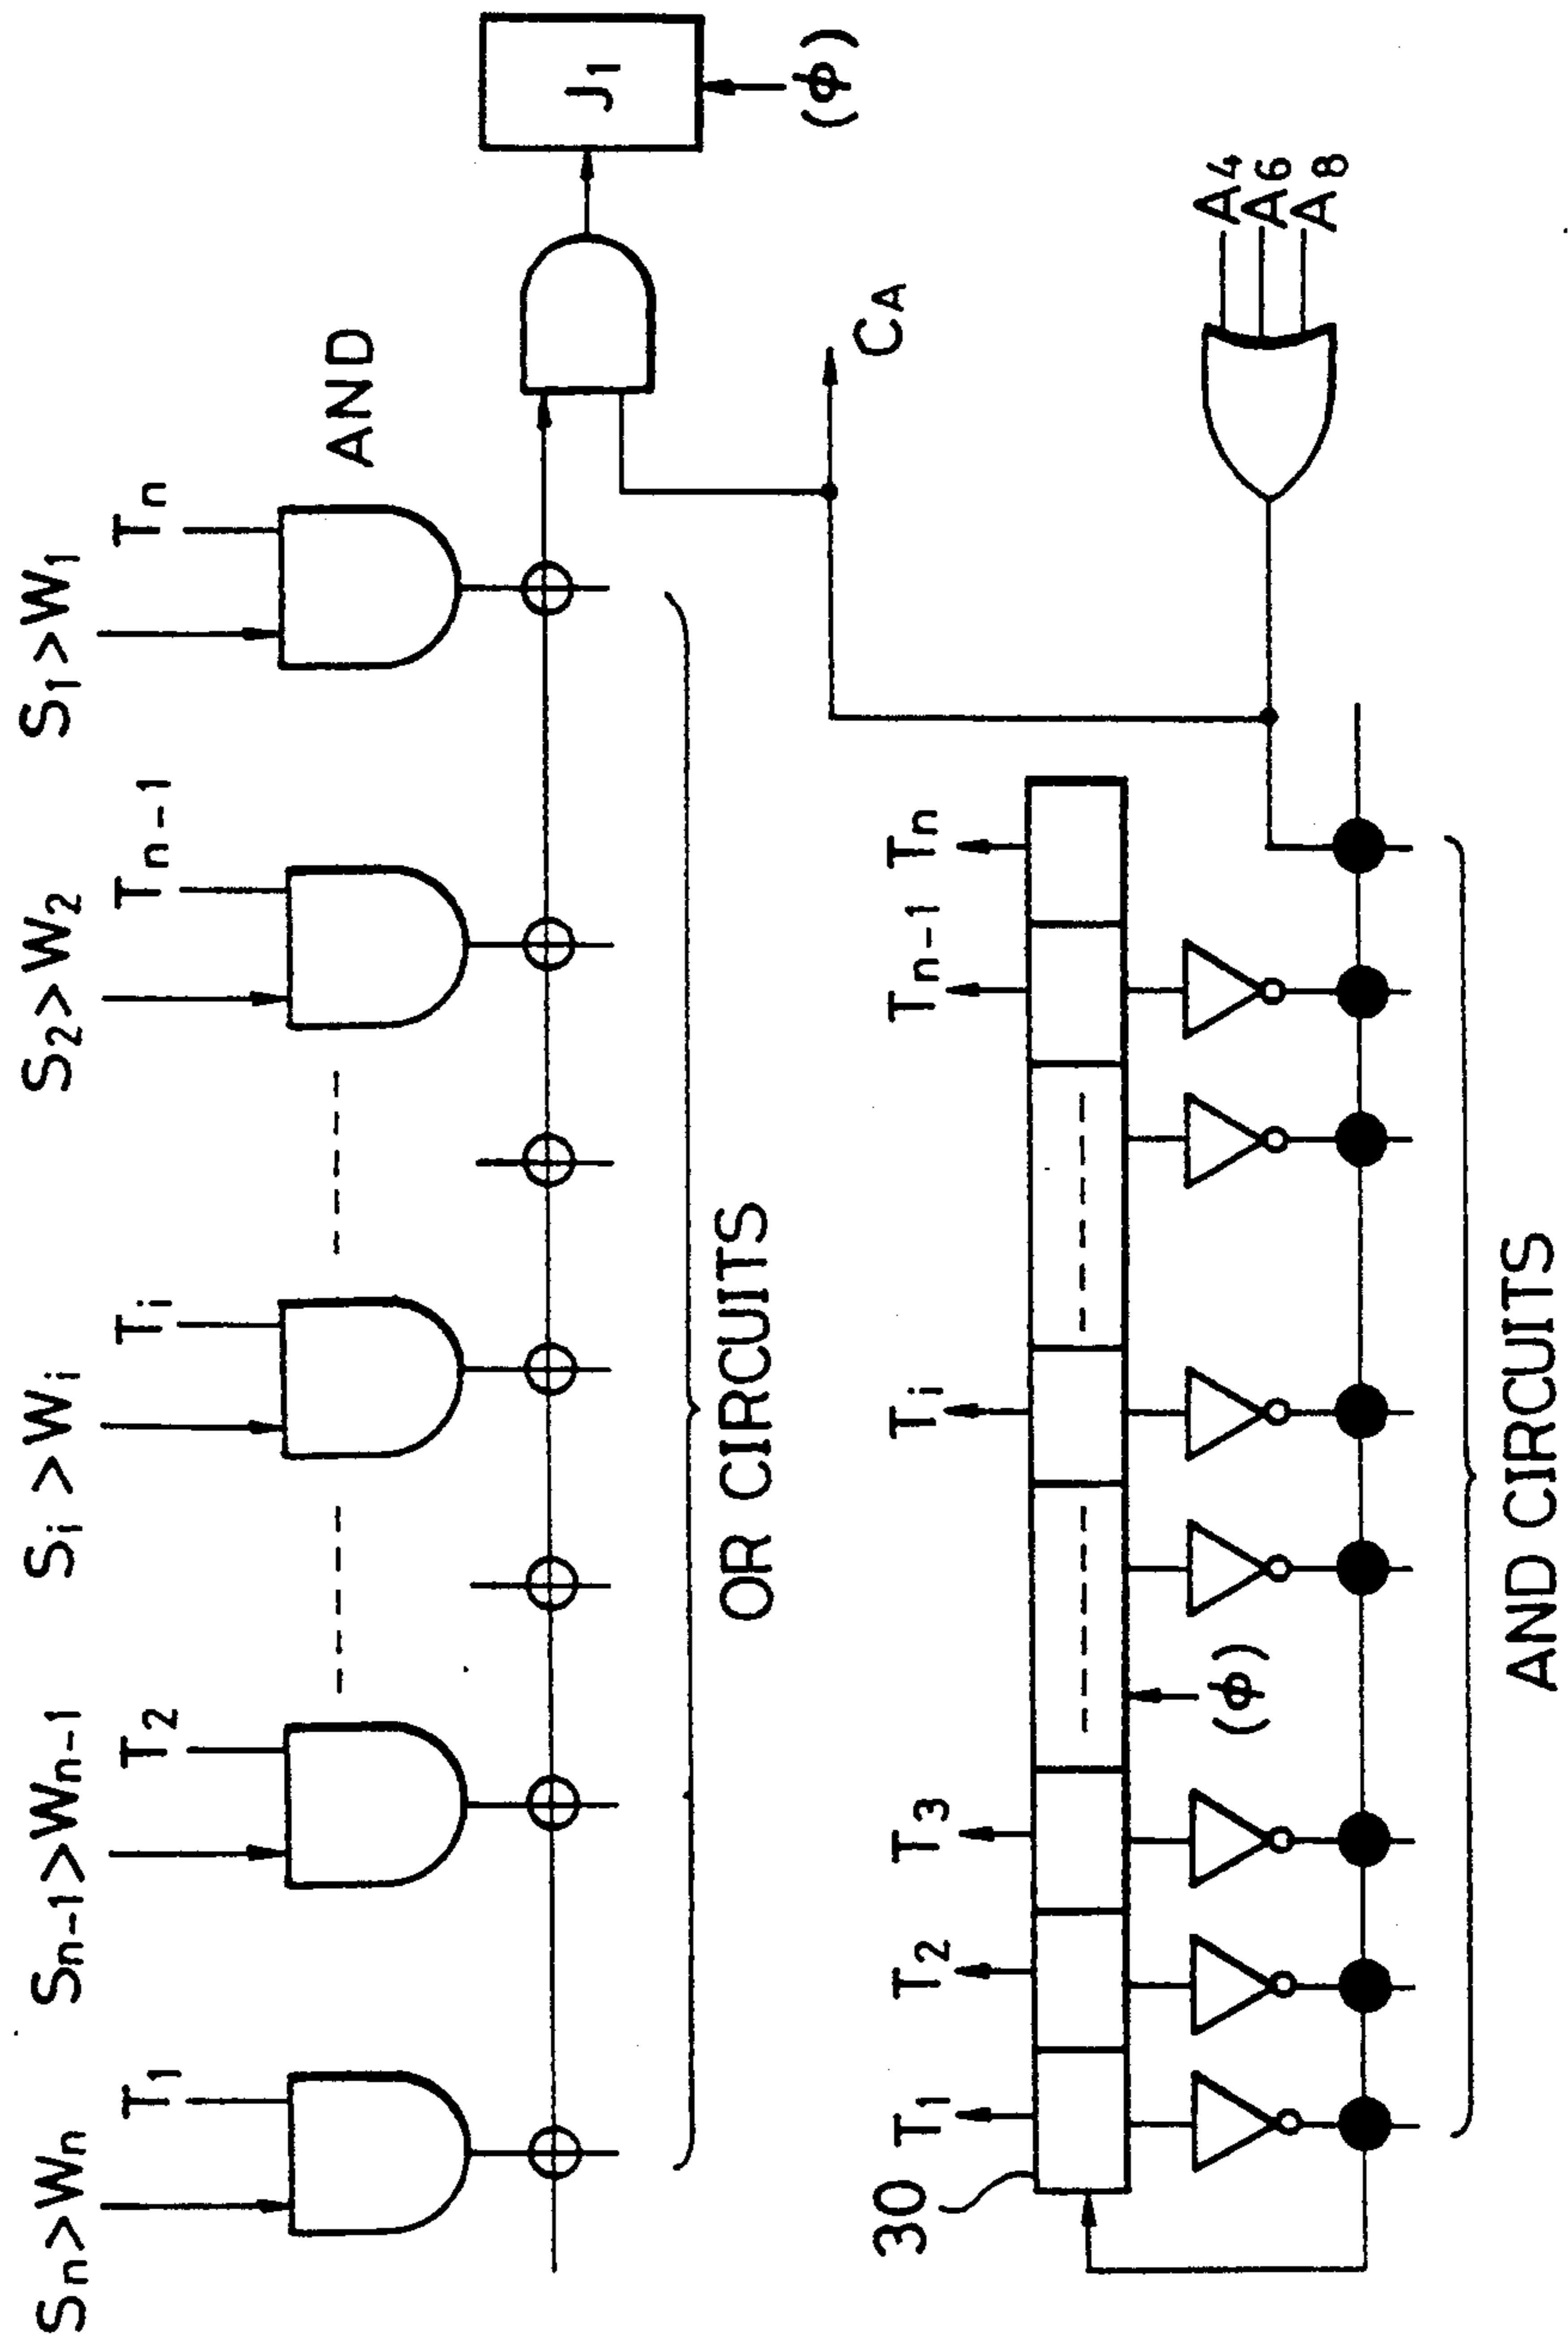 Sn>Wn
Sn-1>Wn-1
Si>Wi
S2>W2
S1>W1
T1
T2
Ti
Tn-1
Tn
AND
J1
(ϕ)
OR CIRCUITS
CA
30
T1
T2
T3
Ti
Tn-1
Tn
(ϕ)
A4
A6
A8
AND CIRCUITS